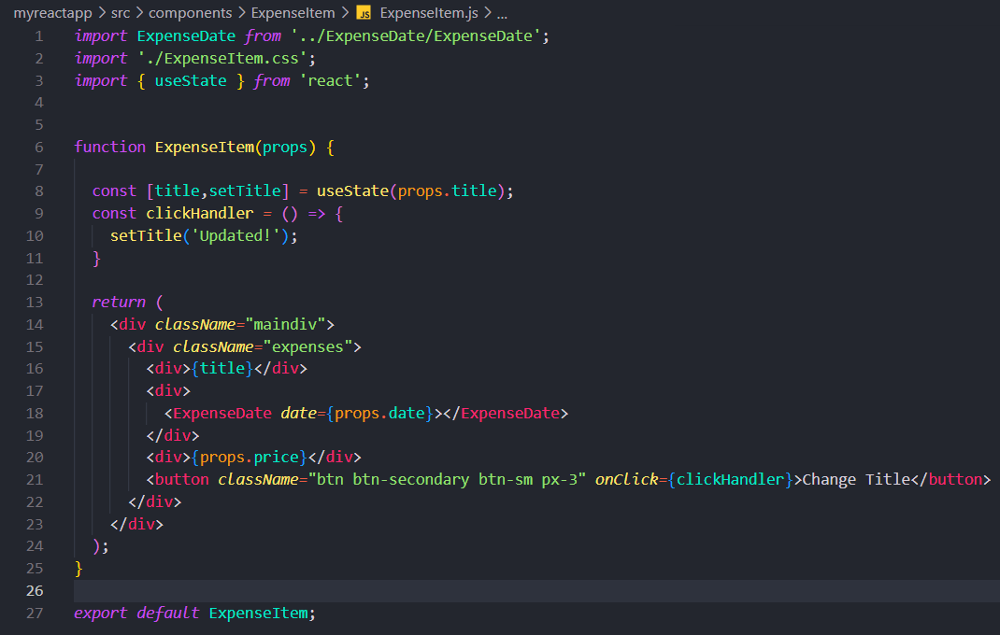 myreactapp > src > components > ExpenseItem > JS ExpenseItem.js > ...
1 import ExpenseDate from '../ExpenseDate/ExpenseDate';
2 import './ExpenseItem.css';
3 import { useState } from 'react';
4
5
6 function ExpenseItem(props) {
7
8   const [title,setTitle] = useState(props.title);
9   const clickHandler = () => {
10     setTitle('Updated!');
11   }
12
13   return (
14     <div className="maindiv">
15       <div className="expenses">
16         <div>{title}</div>
17         <div>
18           <ExpenseDate date={props.date}></ExpenseDate>
19         </div>
20         <div>{props.price}</div>
21         <button className="btn btn-secondary btn-sm px-3" onClick={clickHandler}>Change Title</button>
22       </div>
23     </div>
24   );
25 }
26
27 export default ExpenseItem;